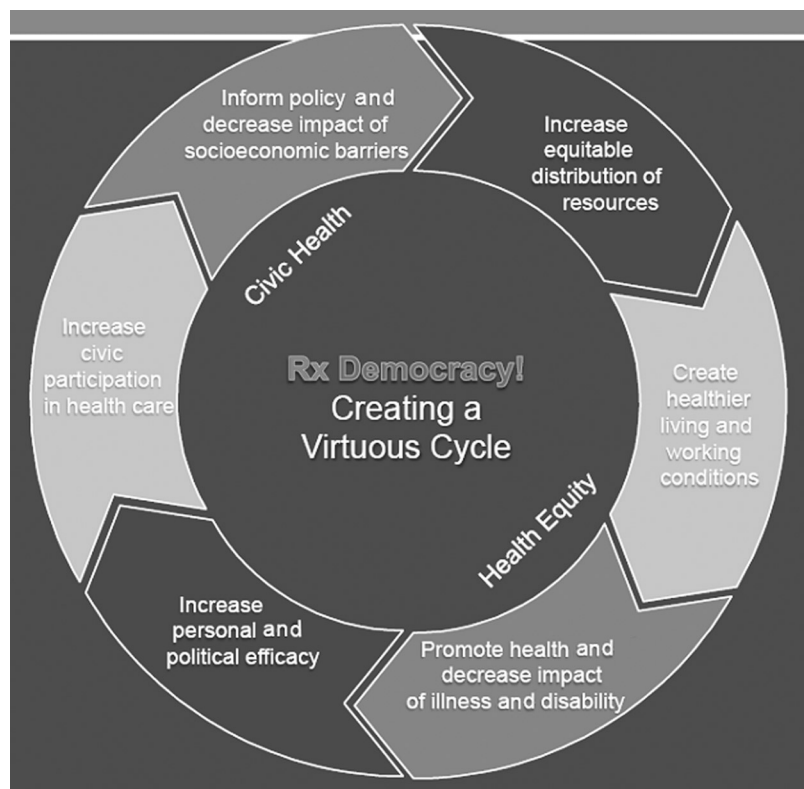 Inform policy and
decrease impact of
socioeconomic barriers
Increase
equitable
distribution of
resources
Create
healthier
living and
working
conditions
Promote health and
decrease impact
of illness and disability
Increase
personal and
political efficacy
Increase
civic
participation
in health care
Civic Health
Rx Democracy!
Creating a
Virtuous Cycle
Health Equity